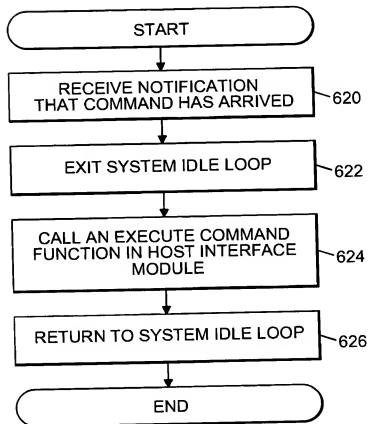 START
RECEIVE NOTIFICATION
THAT COMMAND HAS ARRIVED
620
EXIT SYSTEM IDLE LOOP
622
CALL AN EXECUTE COMMAND
FUNCTION IN HOST INTERFACE
MODULE
624
RETURN TO SYSTEM IDLE LOOP
626
END